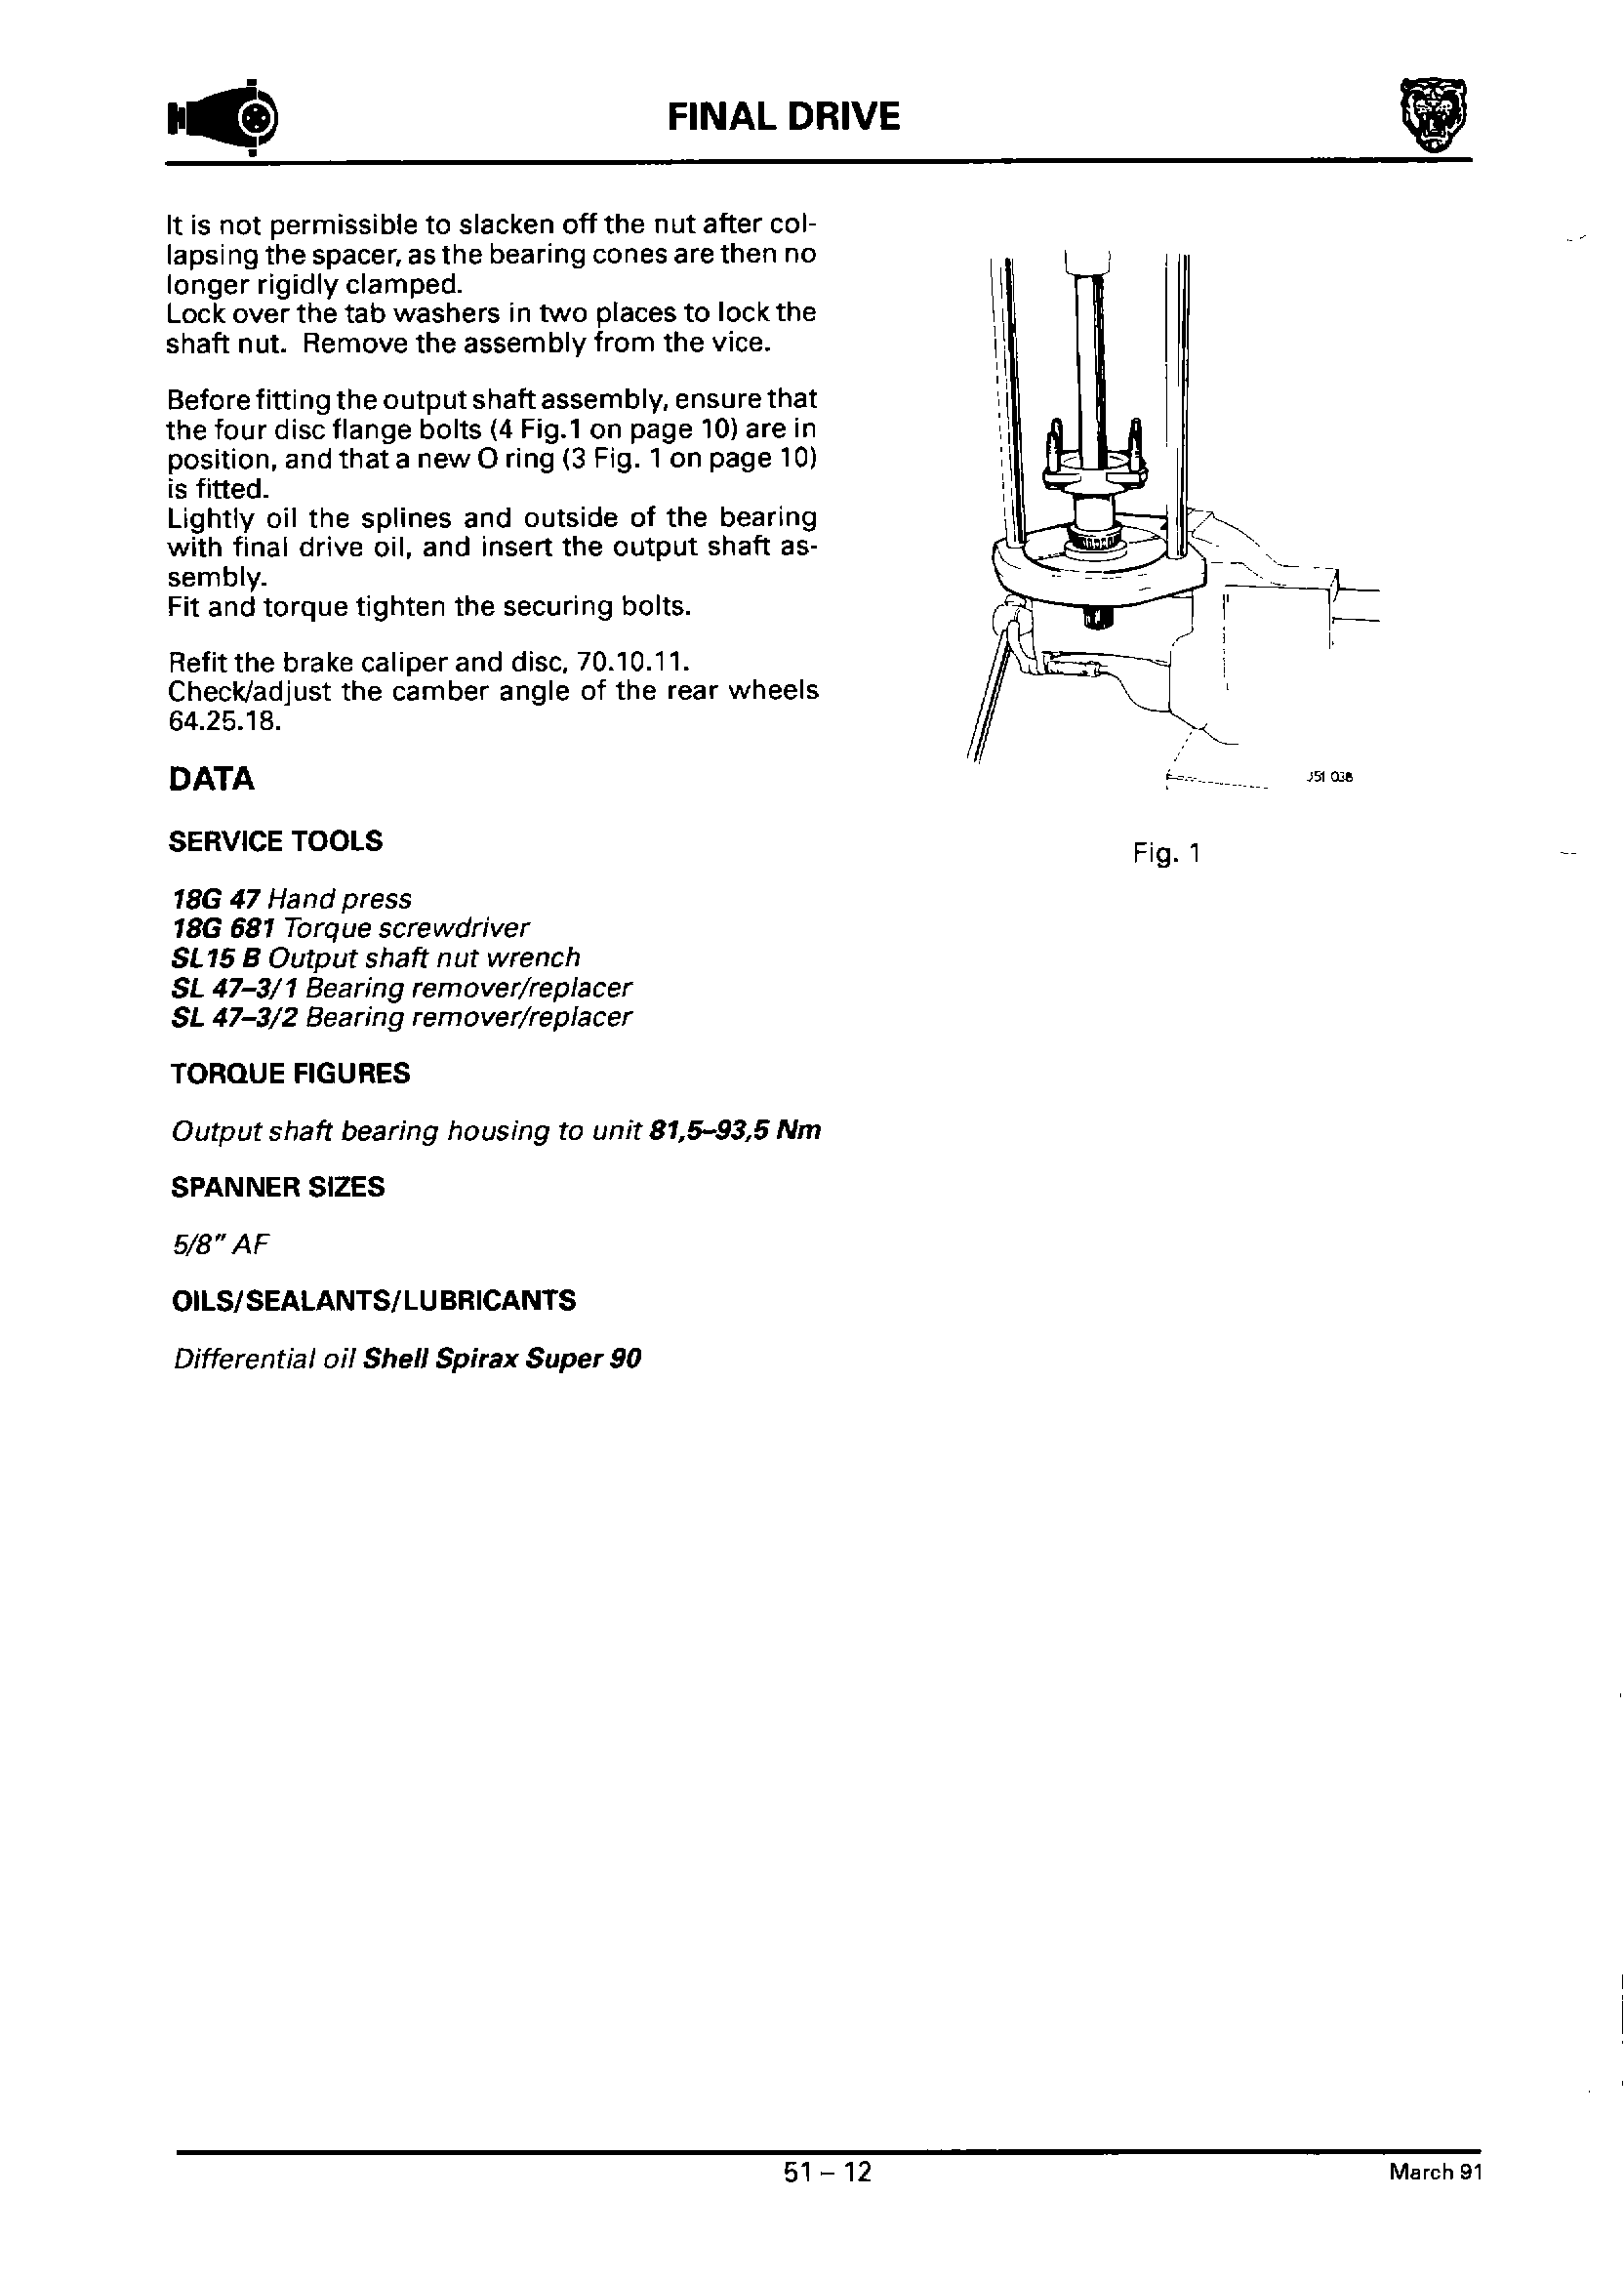 FINAL DRIVE
It is not permissible to slacken off the nut after col-
lapsing the spacer, as the bearing cones are then no
longer rigidly clamped.
Lock over the tab washers in two places to lock the
shaft nut. Remove the assembly from the vice.
Before fitting the output shaft assembly, ensure that
the four disc flange bolts (4 Fig.1 on page 10) are in
position, and that a new O ring (3 Fig. 1 on page 10)
is fitted.
Lightly oil the splines and outside of the bearing
with final drive oil, and insert the output shaft as-
sembly.
Fit and torque tighten the securing bolts.
Refit the brake caliper and disc, 70.10.11.
Check/adjust the camber angle of the rear wheels
64.25.18.
DATA
SERVICE TOOLS
18G 47 Hand press
18G 681 Torque screwdriver
SL15 B Output shaft nut wrench
SL 47–3/1 Bearing remover/replacer
SL 47–3/2 Bearing remover/replacer
TORQUE FIGURES
Output shaft bearing housing to unit 81,5–93,5 Nm
SPANNER SIZES
5/8" AF
OILS/SEALANTS/LUBRICANTS
Differential oil Shell Spirax Super 90
J51 038
Fig. 1
51 – 12
March 91